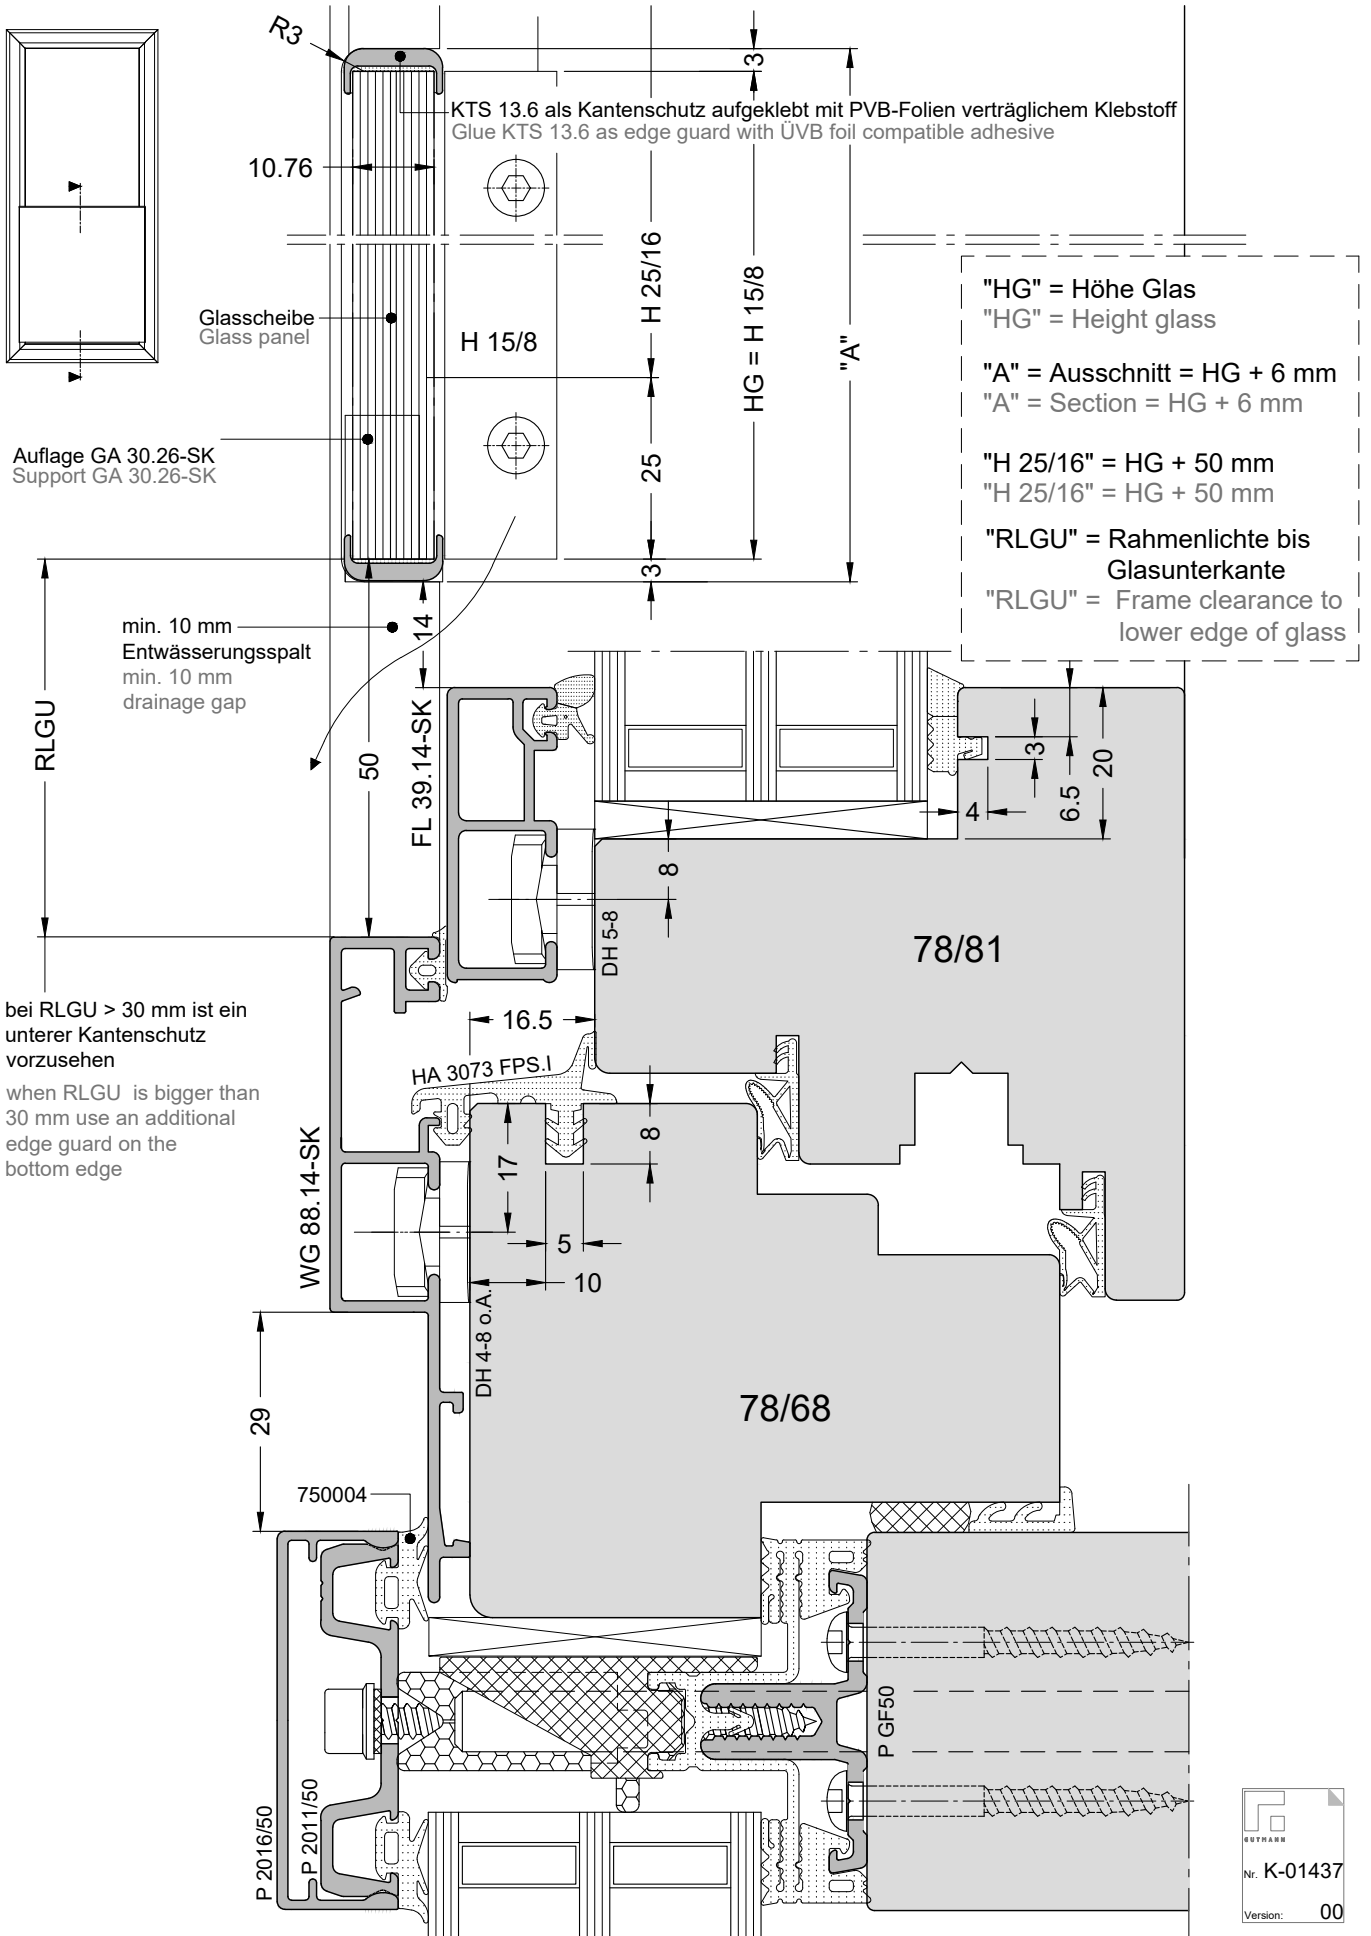 R3
3
KTS 13.6 als Kantenschutz aufgeklebt mit PVB-Folien verträglichem Klebstoff
Glue KTS 13.6 as edge guard with ÜVB foil compatible adhesive
10.76
H 25/16
HG = H 15/8
"A"
"HG" = Höhe Glas
"HG" = Height glass
"A" = Ausschnitt = HG + 6 mm
"A" = Section = HG + 6 mm
"H 25/16" = HG + 50 mm
"H 25/16" = HG + 50 mm
"RLGU" = Rahmenlichte bis
Glasunterkante
"RLGU" = Frame clearance to
lower edge of glass
Glasscheibe
Glass panel
H 15/8
Auflage GA 30.26-SK
Support GA 30.26-SK
25
3
14
min. 10 mm
Entwässerungsspalt
min. 10 mm
drainage gap
RLGU
50
FL 39.14-SK
3
20
4
6.5
8
DH 5-8
78/81
bei RLGU > 30 mm ist ein
unterer Kantenschutz
vorzusehen
when RLGU is bigger than
30 mm use an additional
edge guard on the
bottom edge
16.5
HA 3073 FPS.I
8
17
WG 88.14-SK
5
10
DH 4-8 o.A.
29
78/68
750004
P GF50
P 2016/50
P 2011/50
GUTMANN
Nr. K-01437
Version: 00